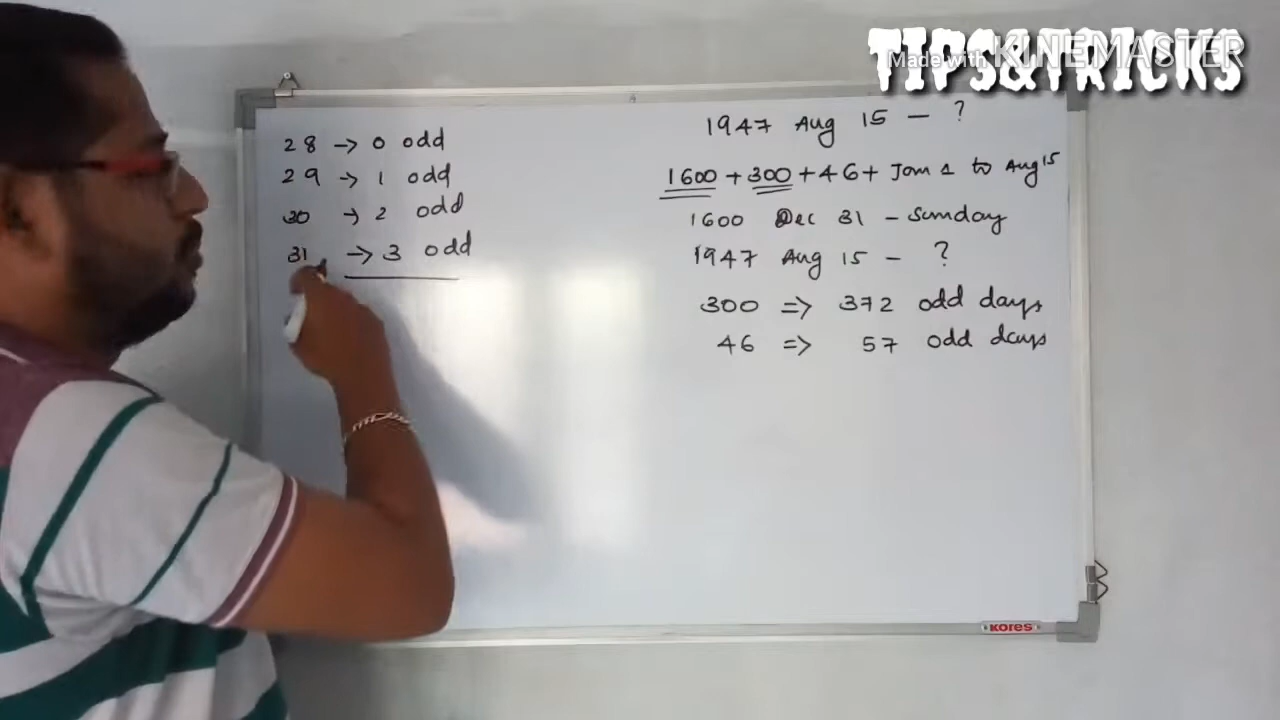 TIPS&TRICKS
Made with KINEMASTER
28 → 0 odd
29 → 1 odd
30 → 2 odd
31 → 3 odd
1947 Aug 15 — ?
1600 + 300 + 46 + Jan 1 to Aug 15
1600 Dec 31 - Sunday
1947 Aug 15 - ?
300 => 372 odd days
46 => 57 odd days
KORES